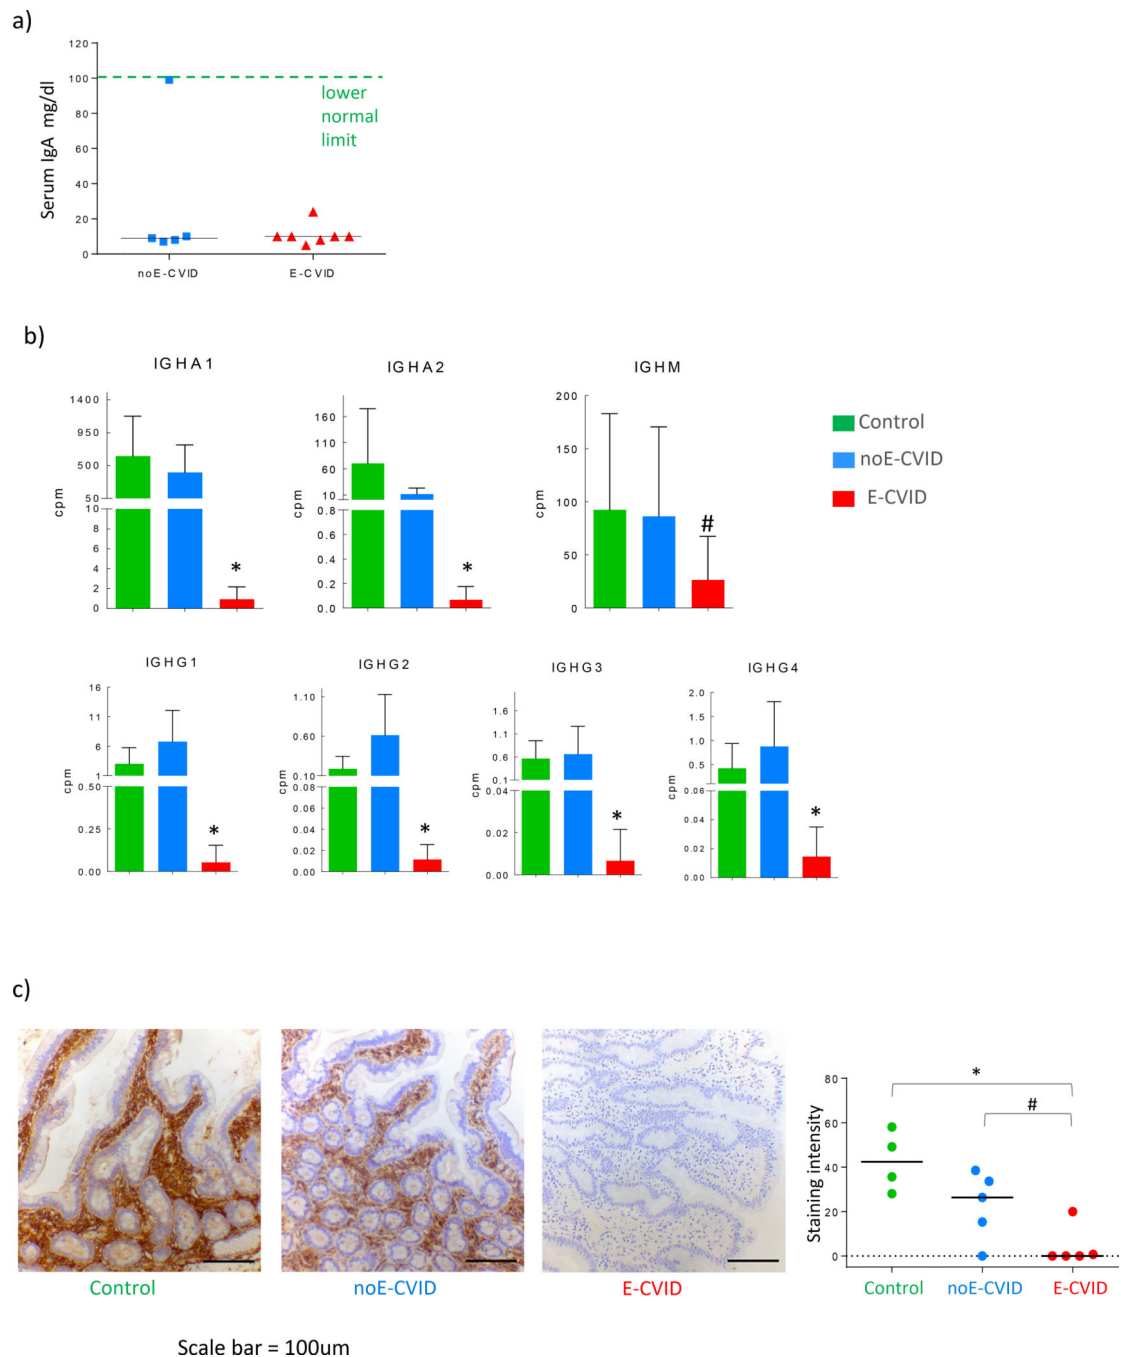 a)
120
100
80
60
40
20
0
Serum IgA mg/dl
lower
normal
limit
noE-CVID
E-CVID
b)
IGHA1
1400
950
500
50
10
8
6
4
2
0
cpm
*
IGHA2
160
110
60
10
0.8
0.6
0.4
0.2
0.0
cpm
*
IGHM
200
150
100
50
0
cpm
#
Control
noE-CVID
E-CVID
IGHG1
16
11
6
1
0.50
0.25
0.00
cpm
*
IGHG2
1.10
0.60
0.10
0.08
0.06
0.04
0.02
0.00
cpm
*
IGHG3
1.6
1.1
0.6
0.1
0.04
0.02
0.00
cpm
*
IGHG4
2.0
1.5
1.0
0.5
0.06
0.04
0.02
0.00
cpm
*
c)
Control
noE-CVID
E-CVID
80
60
40
20
0
Staining intensity
*
#
Control
noE-CVID
E-CVID
Scale bar = 100um